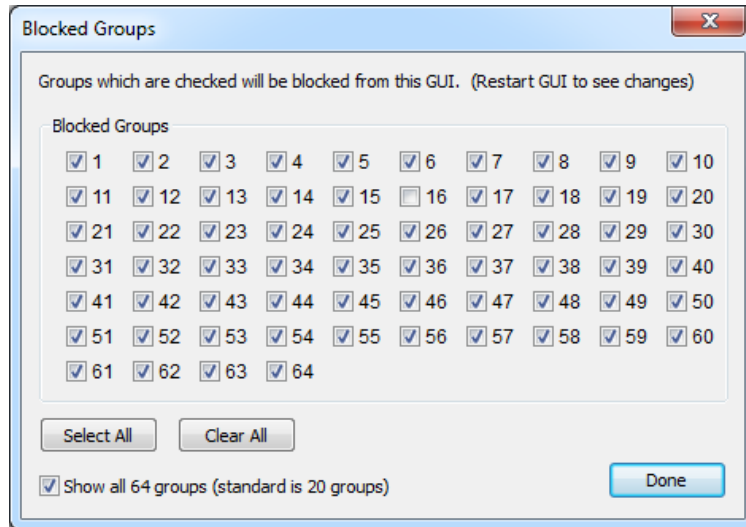 Blocked Groups
Groups which are checked will be blocked from this GUI. (Restart GUI to see changes)
Blocked Groups
1 2 3 4 5 6 7 8 9 10
11 12 13 14 15 16 17 18 19 20
21 22 23 24 25 26 27 28 29 30
31 32 33 34 35 36 37 38 39 40
41 42 43 44 45 46 47 48 49 50
51 52 53 54 55 56 57 58 59 60
61 62 63 64
Select All Clear All
Show all 64 groups (standard is 20 groups) Done